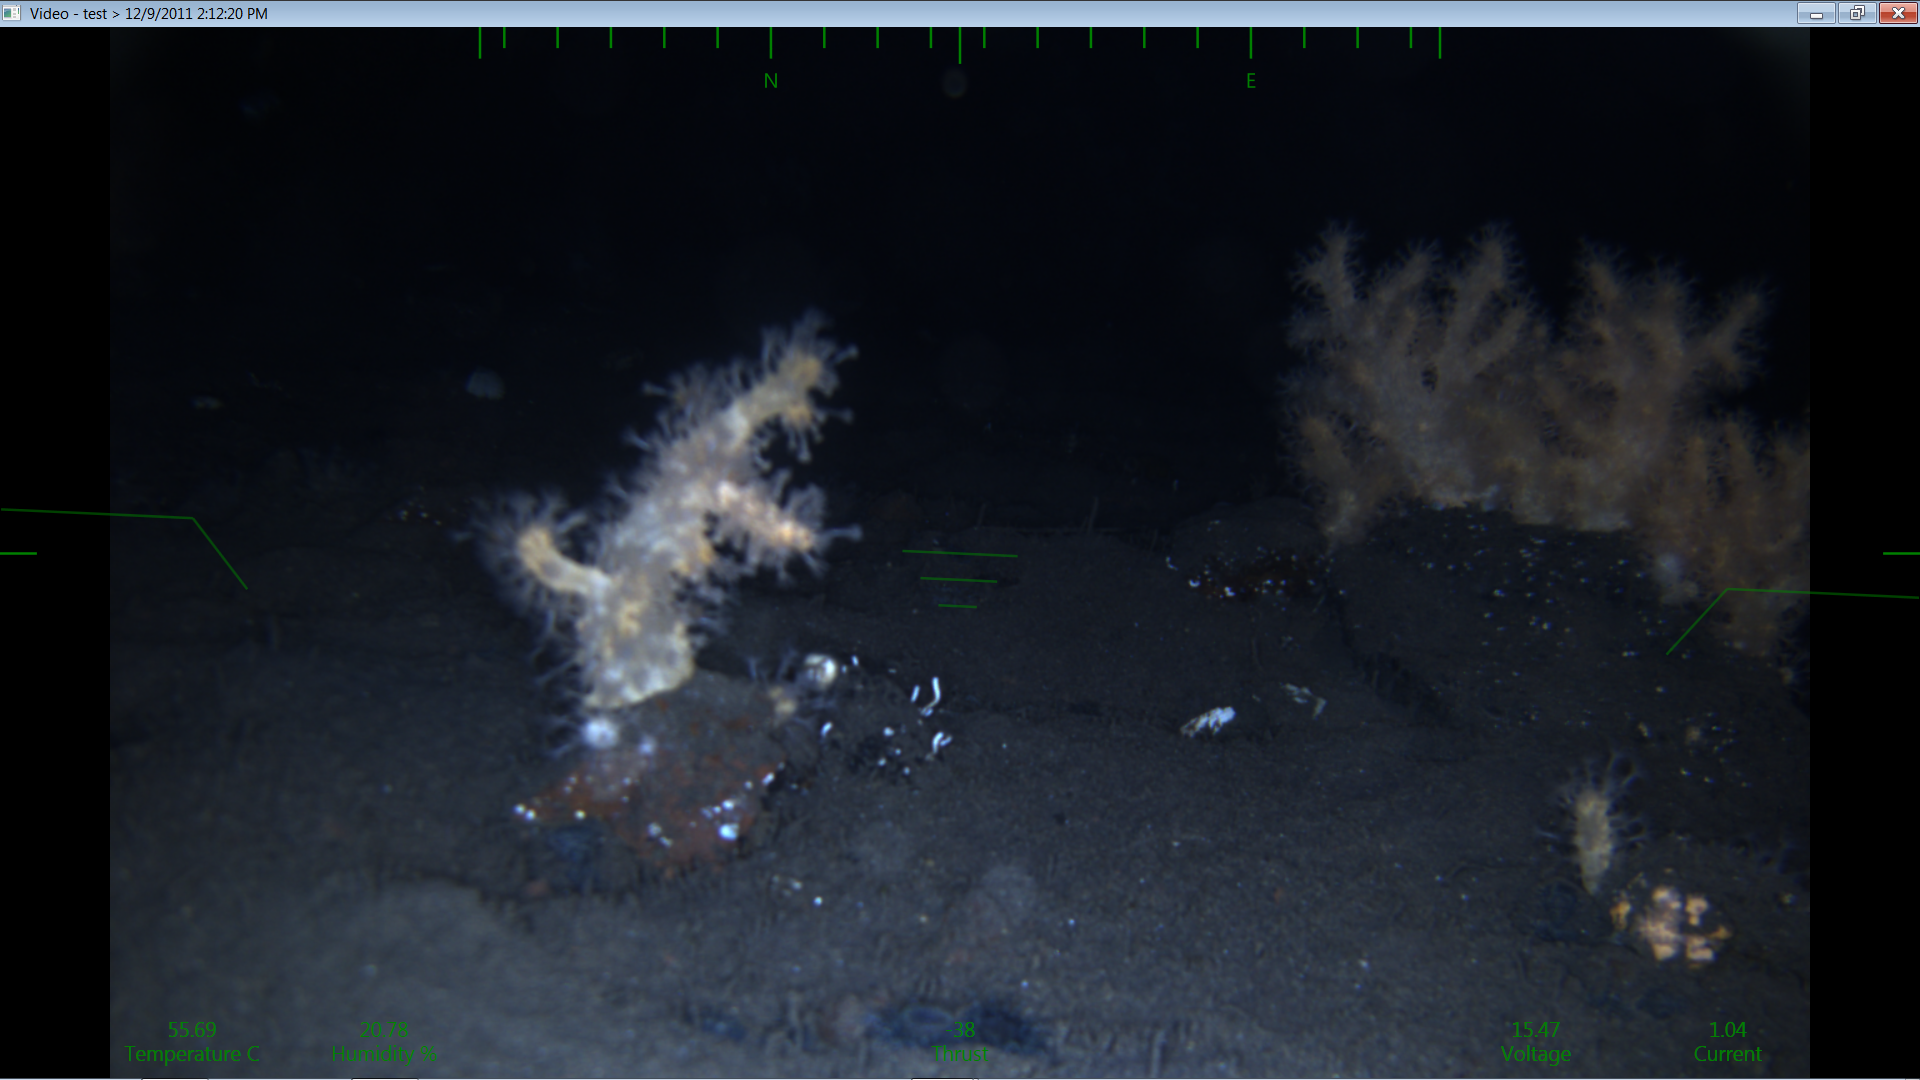 Video - test > 12/9/2011 2:12:20 PM
N E
55.69 20.78 -38 15.47 1.04
Temperature C Humidity % Thrust Voltage Current